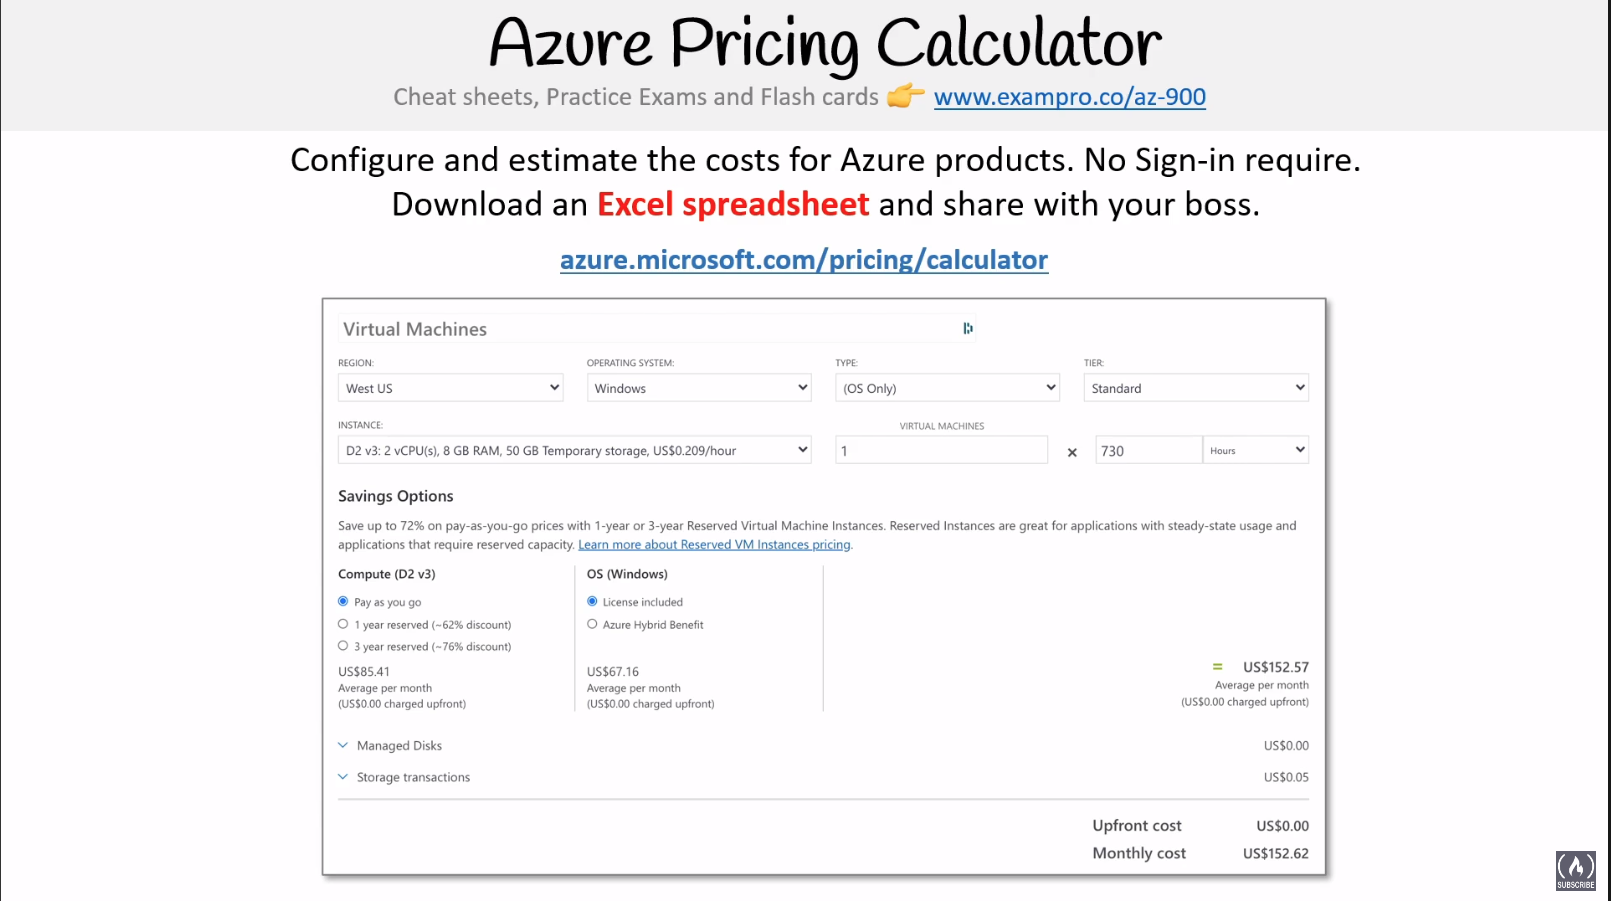 Azure Pricing Calculator
Cheat sheets, Practice Exams and Flash cards 👉 www.exampro.co/az-900
Configure and estimate the costs for Azure products. No Sign-in require.
Download an Excel spreadsheet and share with your boss.
azure.microsoft.com/pricing/calculator
Virtual Machines
REGION: OPERATING SYSTEM: TYPE: TIER:
West US Windows (OS Only) Standard
INSTANCE: VIRTUAL MACHINES
D2 v3: 2 vCPU(s), 8 GB RAM, 50 GB Temporary storage, US$0.209/hour 1 × 730 Hours
Savings Options
Save up to 72% on pay-as-you-go prices with 1-year or 3-year Reserved Virtual Machine Instances. Reserved Instances are great for applications with steady-state usage and
applications that require reserved capacity. Learn more about Reserved VM Instances pricing.
Compute (D2 v3)
Pay as you go
1 year reserved (~62% discount)
3 year reserved (~76% discount)
US$85.41
Average per month
(US$0.00 charged upfront)
OS (Windows)
License included
Azure Hybrid Benefit
US$67.16
Average per month
(US$0.00 charged upfront)
= US$152.57
Average per month
(US$0.00 charged upfront)
Managed Disks US$0.00
Storage transactions US$0.05
Upfront cost US$0.00
Monthly cost US$152.62
SUBSCRIBE